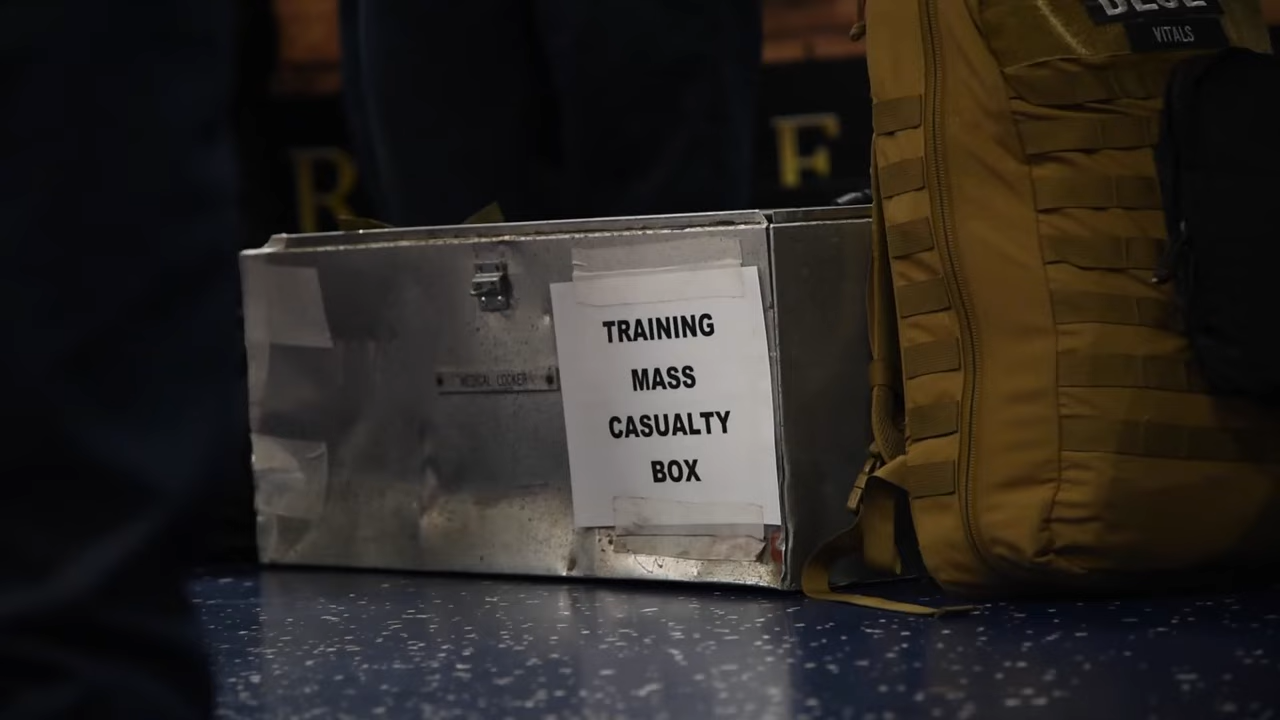 VITALS
R
F
TRAINING
MASS
CASUALTY
BOX
MEDICAL LOCKER